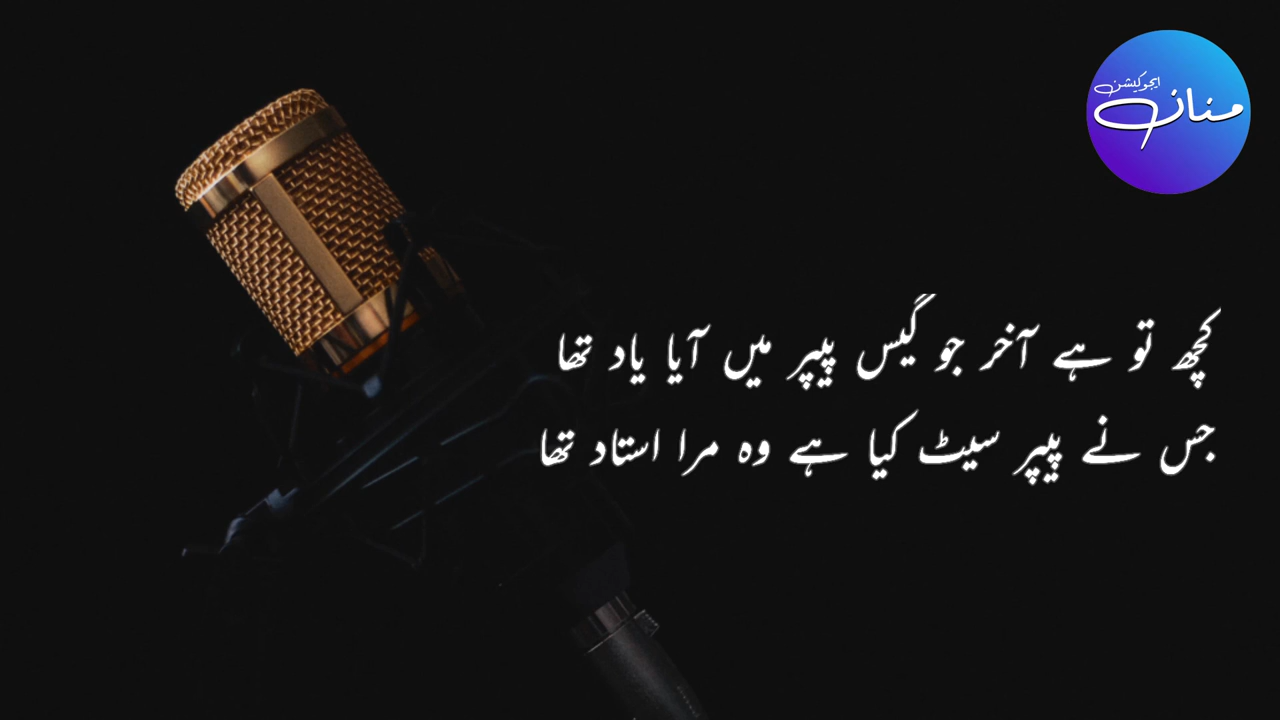 ایجوکیشن
منان
کچھ تو ہے آخر جو گیس پیپر میں آیا یاد تھا
جس نے پیپر سیٹ کیا ہے وہ مرا استاد تھا